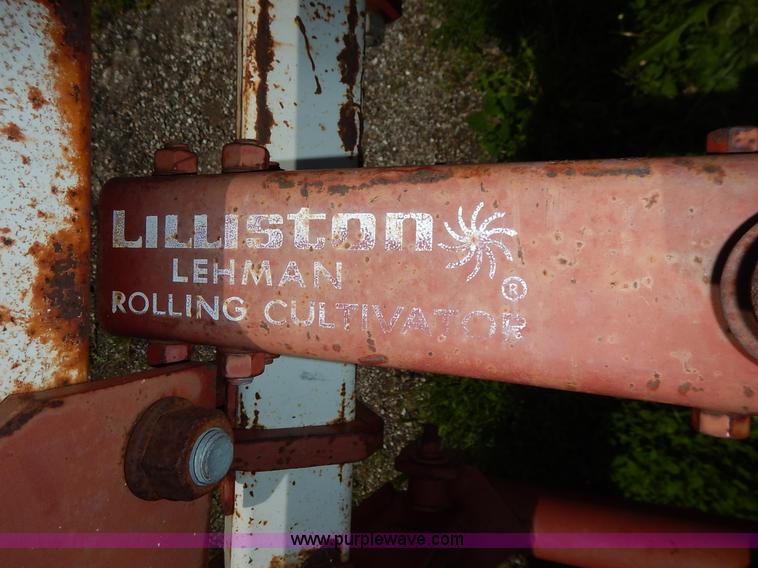 LILLISTON
LEHMAN
®
ROLLING CULTIVATOR
www.purplewave.com